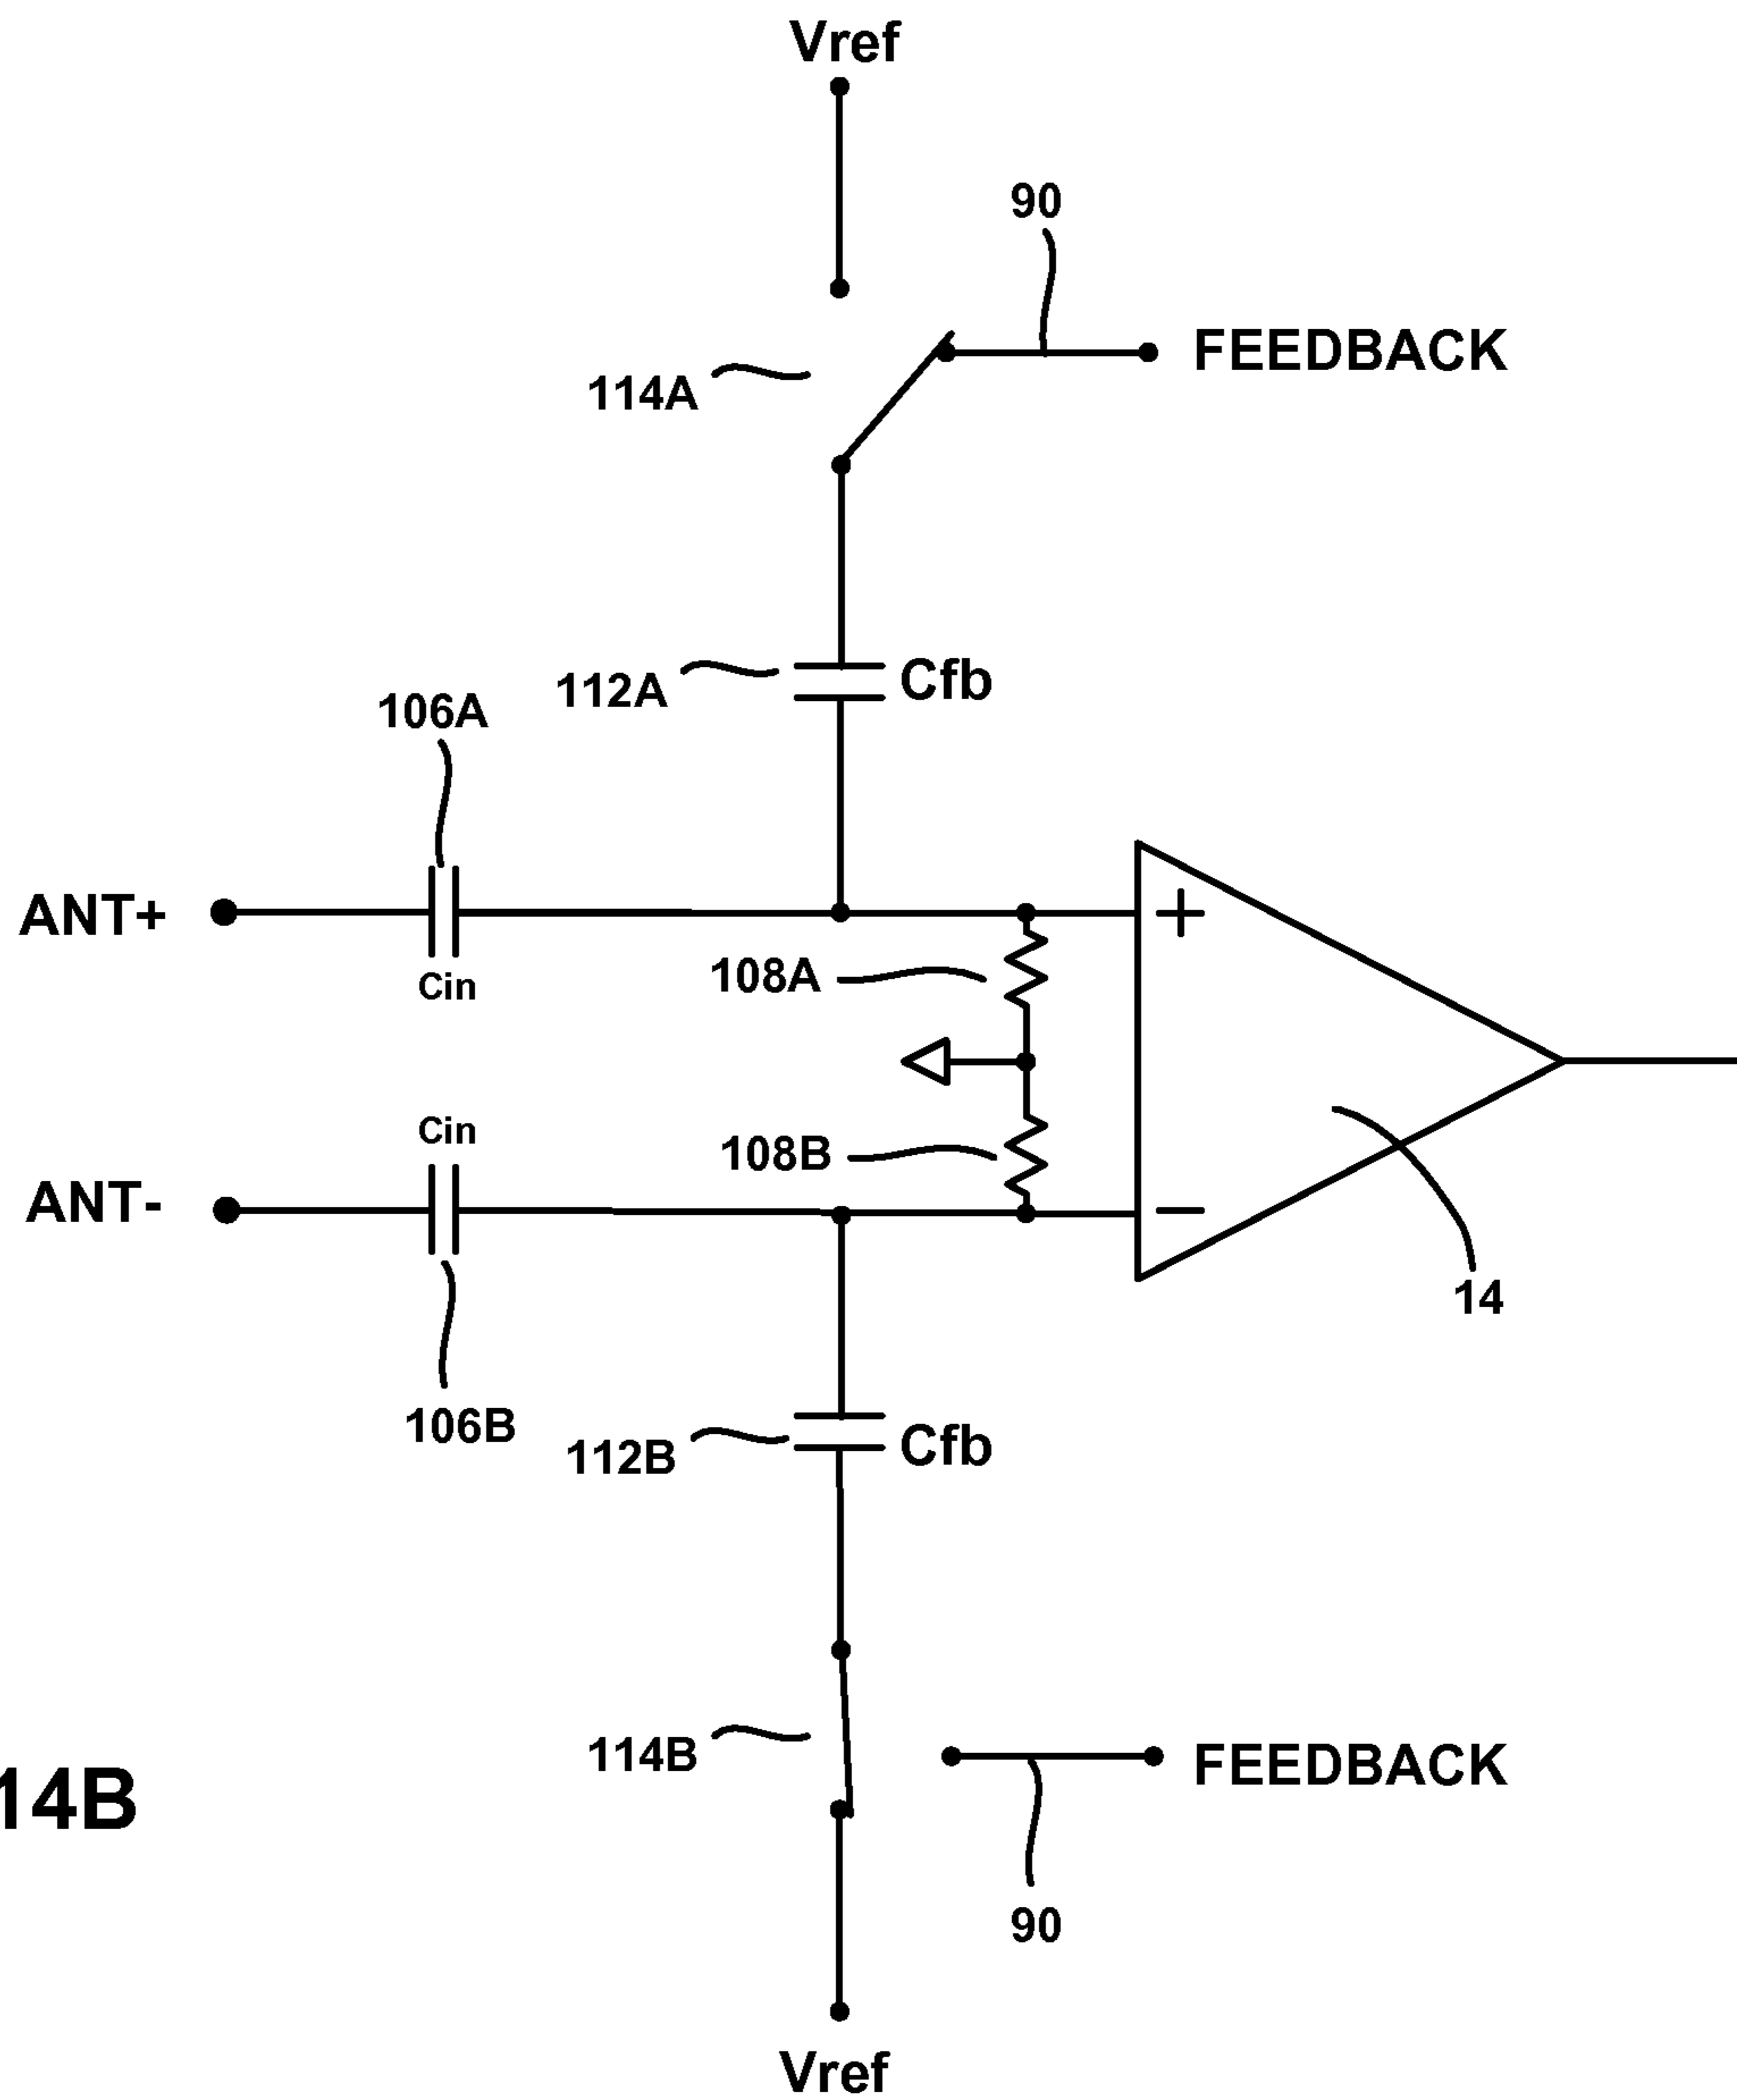 Vref
90
FEEDBACK
114A
112A
Cfb
106A
ANT+
+
Cin
108A
Cin
108B
ANT-
−
14
106B
112B
Cfb
114B
FEEDBACK
14B
90
Vref